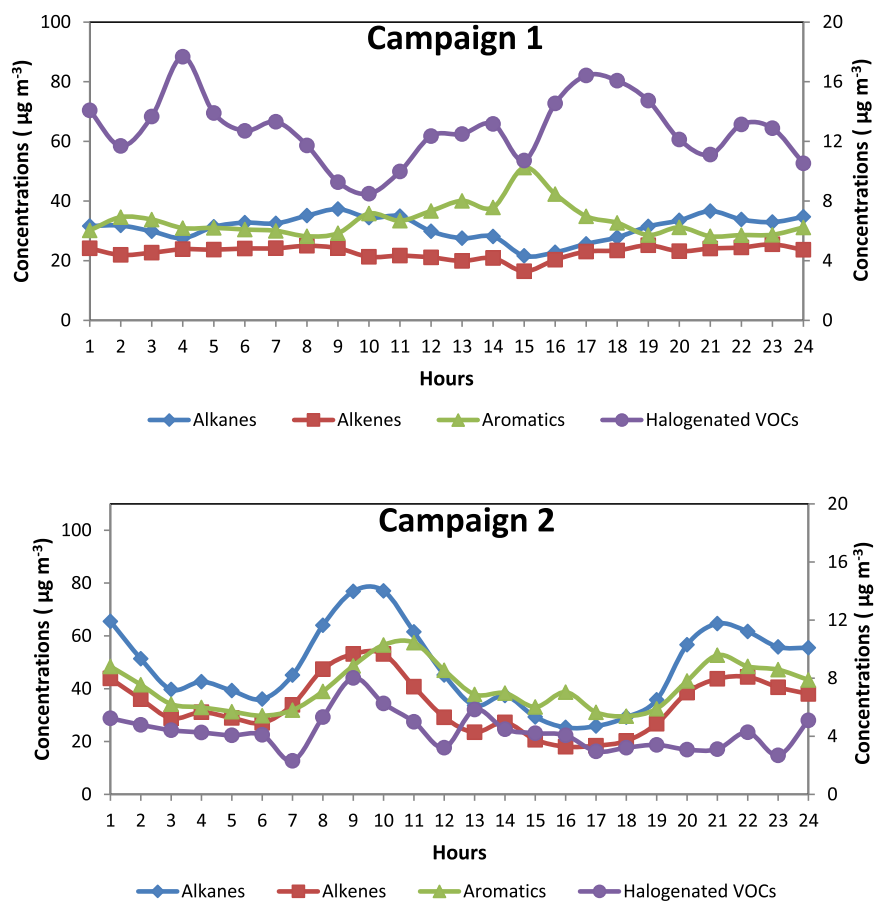 Campaign 1
Concentrations ( µg m-3)
100
80
60
40
20
0
20
16
12
8
4
0
Concentrations ( µg m-3)
1 2 3 4 5 6 7 8 9 10 11 12 13 14 15 16 17 18 19 20 21 22 23 24
Hours
Alkanes Alkenes Aromatics Halogenated VOCs
Campaign 2
Concentrations ( µg m-3)
100
80
60
40
20
0
20
16
12
8
4
0
Concentrations ( µg m-3)
1 2 3 4 5 6 7 8 9 10 11 12 13 14 15 16 17 18 19 20 21 22 23 24
Hours
Alkanes Alkenes Aromatics Halogenated VOCs